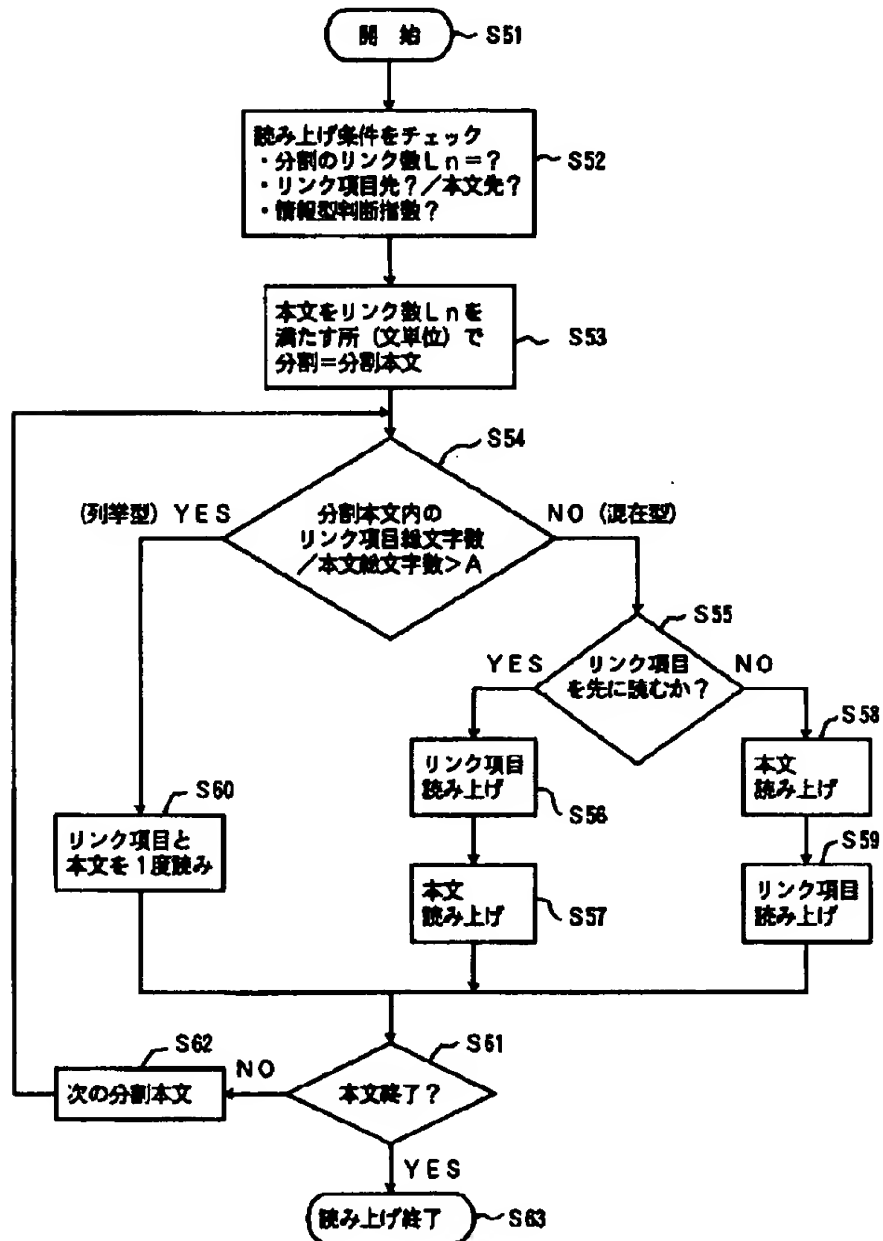 開 始
S51
読み上げ条件をチェック
・分割のリンク数Ln=?
・リンク項目先?/本文先?
・情報型判断指数?
S52
本文をリンク数Lnを
満たす所(文単位)で
分割=分割本文
S53
S54
(列挙型) YES
分割本文内の
リンク項目総文字数
/本文総文字数>A
NO (混在型)
S55
YES
リンク項目
を先に読むか?
NO
S58
リンク項目
読み上げ
S56
本文
読み上げ
S60
リンク項目と
本文を1度読み
S59
本文
読み上げ
S57
リンク項目
読み上げ
S62
NO
S61
次の分割本文
本文終了?
YES
読み上げ終了
S63